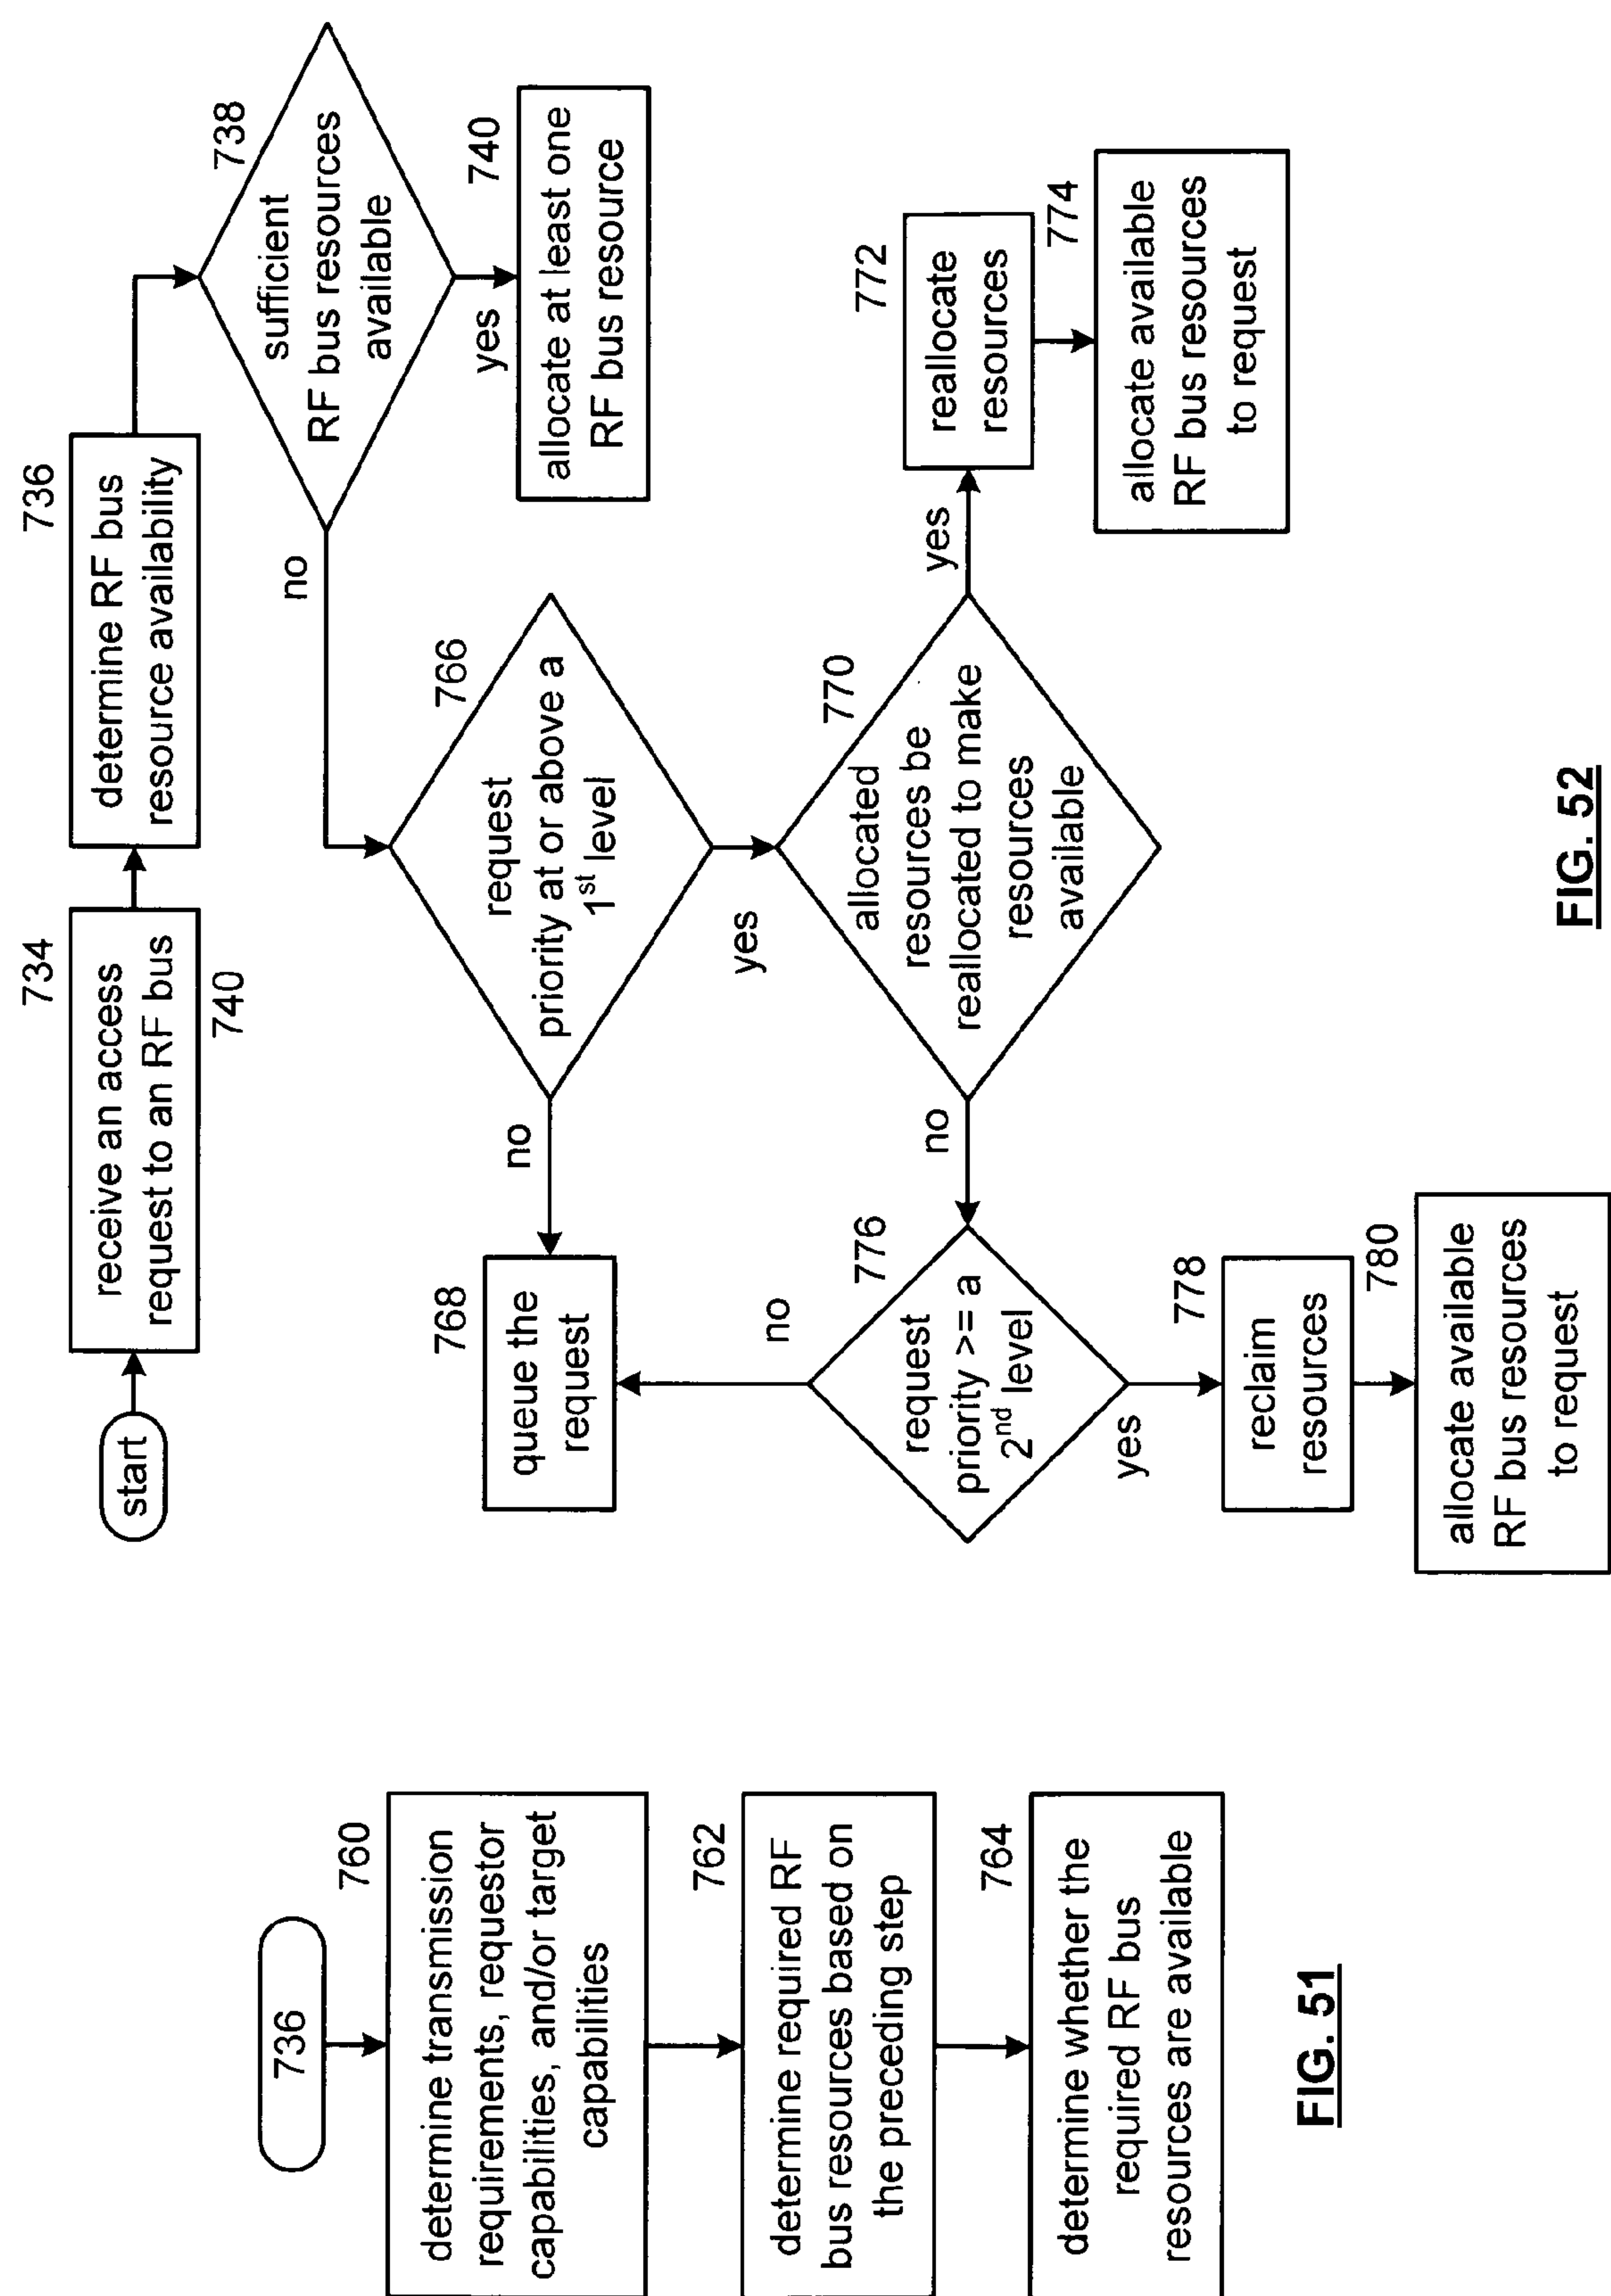 736
760
determine transmission
requirements, requestor
capabilities, and/or target
capabilities
762
determine required RF
bus resources based on
the preceding step
764
determine whether the
required RF bus
resources are available
FIG. 51
start
734
receive an access
request to an RF bus
740
736
determine RF bus
resource availability
738
sufficient
RF bus resources
available
yes
740
allocate at least one
RF bus resource
no
766
request
priority at or above a
1st level
no
768
queue the
request
yes
770
allocated
resources be
reallocated to make
resources
available
yes
772
reallocate
resources
774
allocate available
RF bus resources
to request
no
776
request
priority >= a
2nd level
no
yes
778
reclaim
resources
780
allocate available
RF bus resources
to request
FIG. 52